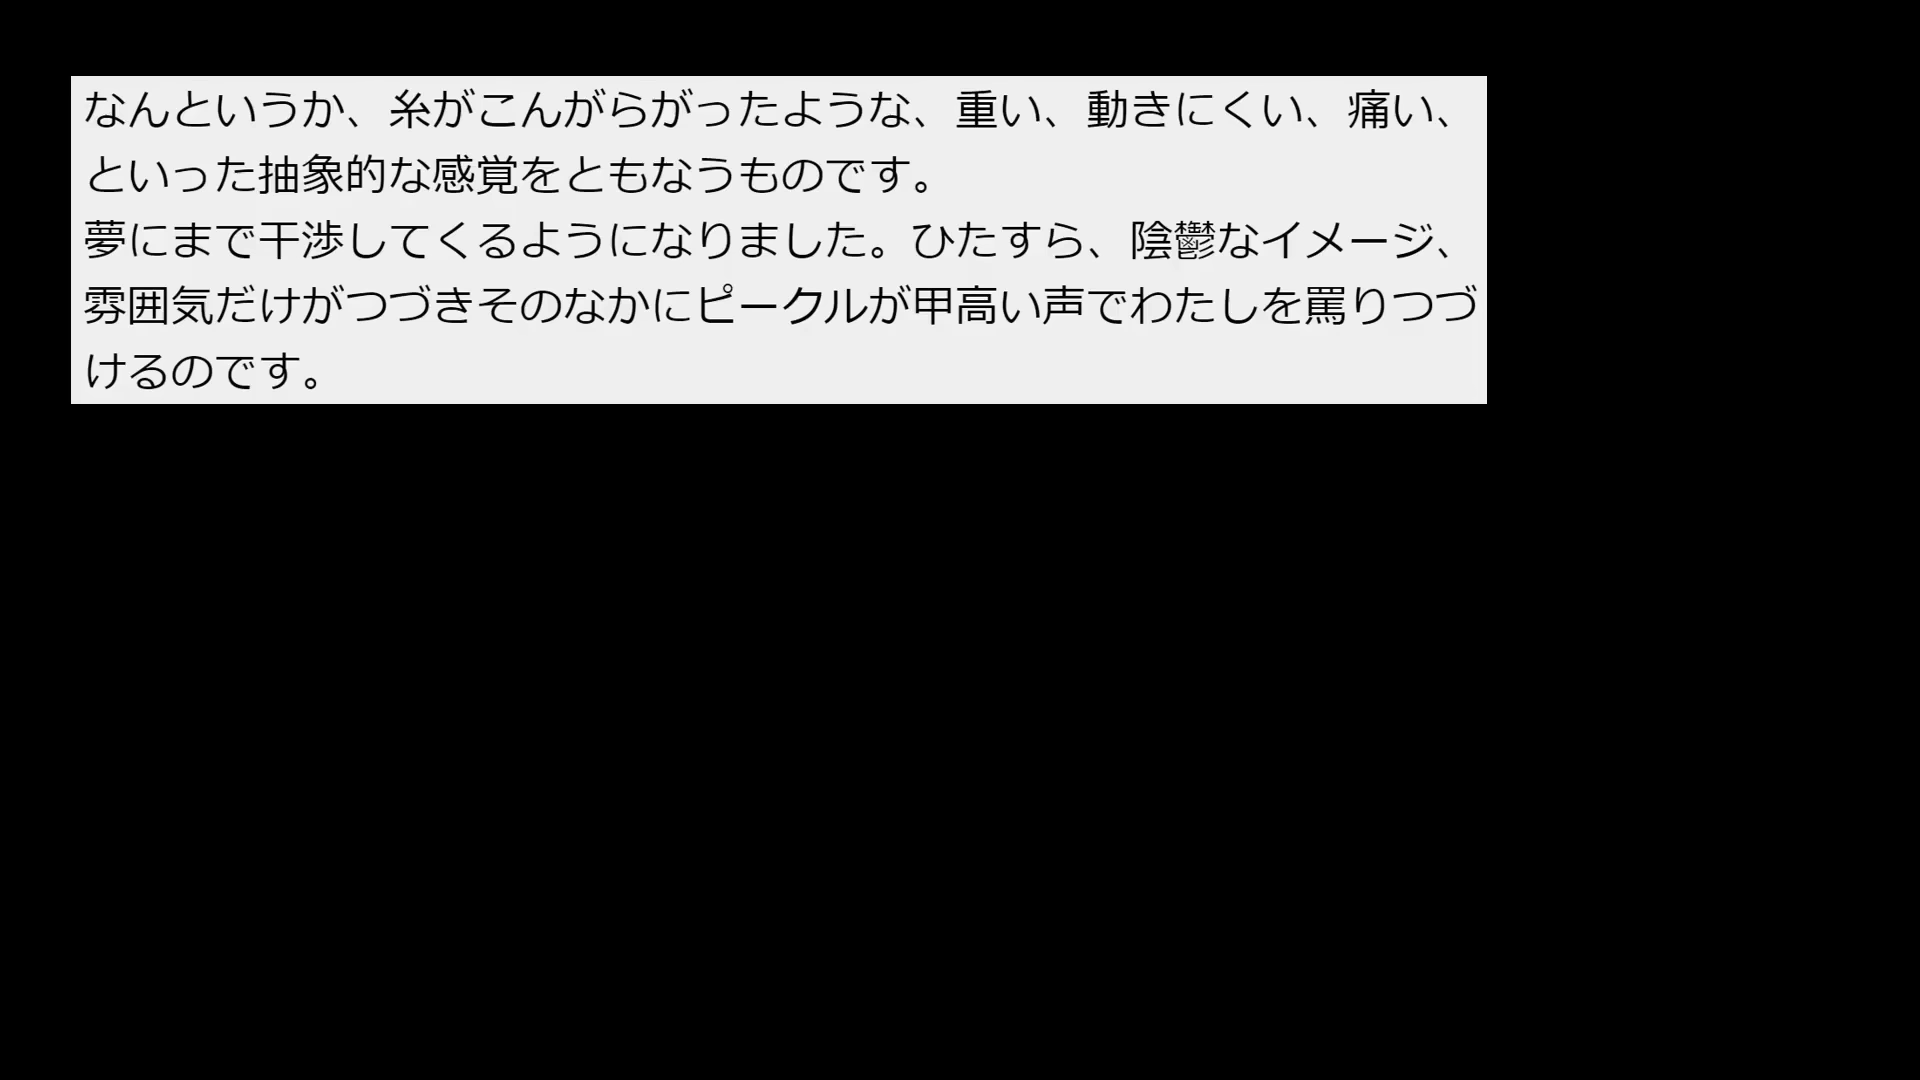 なんというか、糸がこんがらがったような、重い、動きにくい、痛い、
といった抽象的な感覚をともなうものです。
夢にまで干渉してくるようになりました。ひたすら、陰鬱なイメージ、
雰囲気だけがつづきそのなかにピークルが甲高い声でわたしを罵りつづ
けるのです。